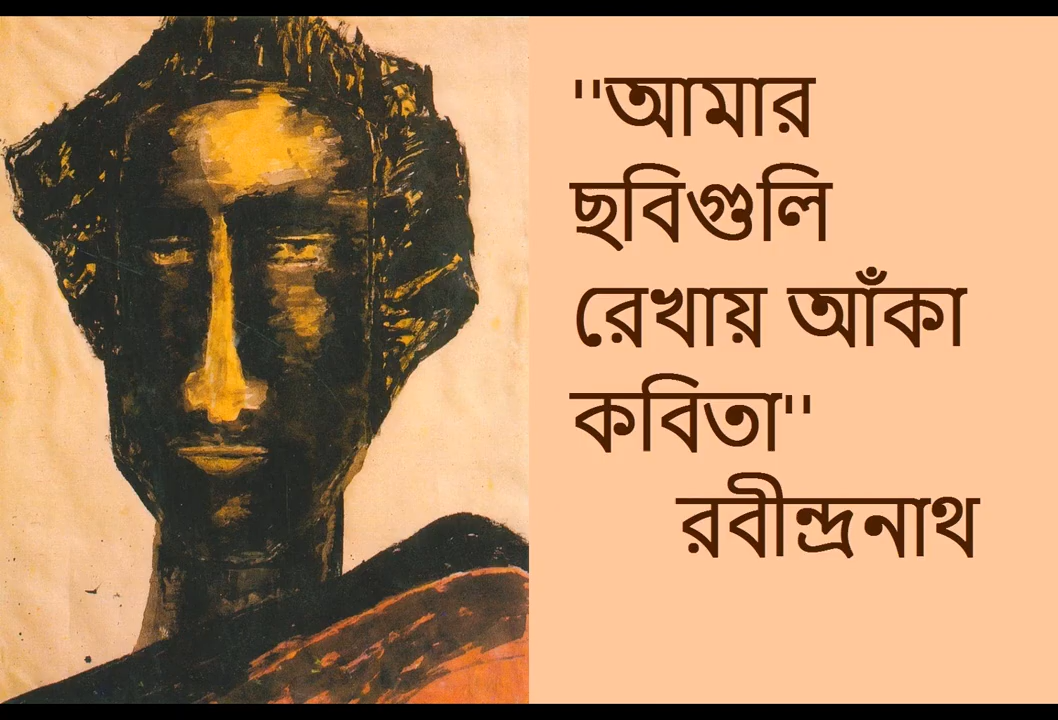 "আমার
ছবিগুলি
রেখায় আঁকা
কবিতা"
রবীন্দ্রনাথ